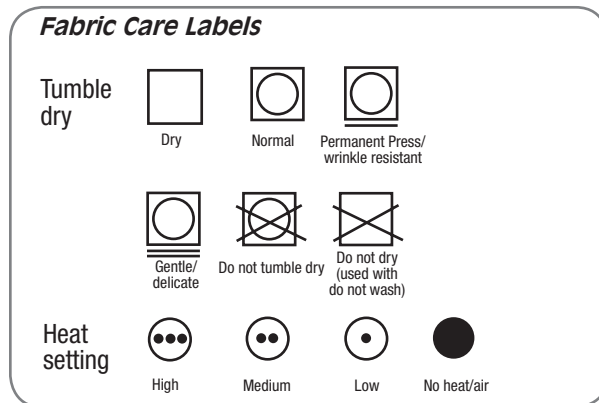 Fabric Care Labels
Tumble
dry
Dry
Normal
Permanent Press/
wrinkle resistant
Gentle/
delicate
Do not tumble dry
Do not dry
(used with
do not wash)
Heat
setting
High
Medium
Low
No heat/air